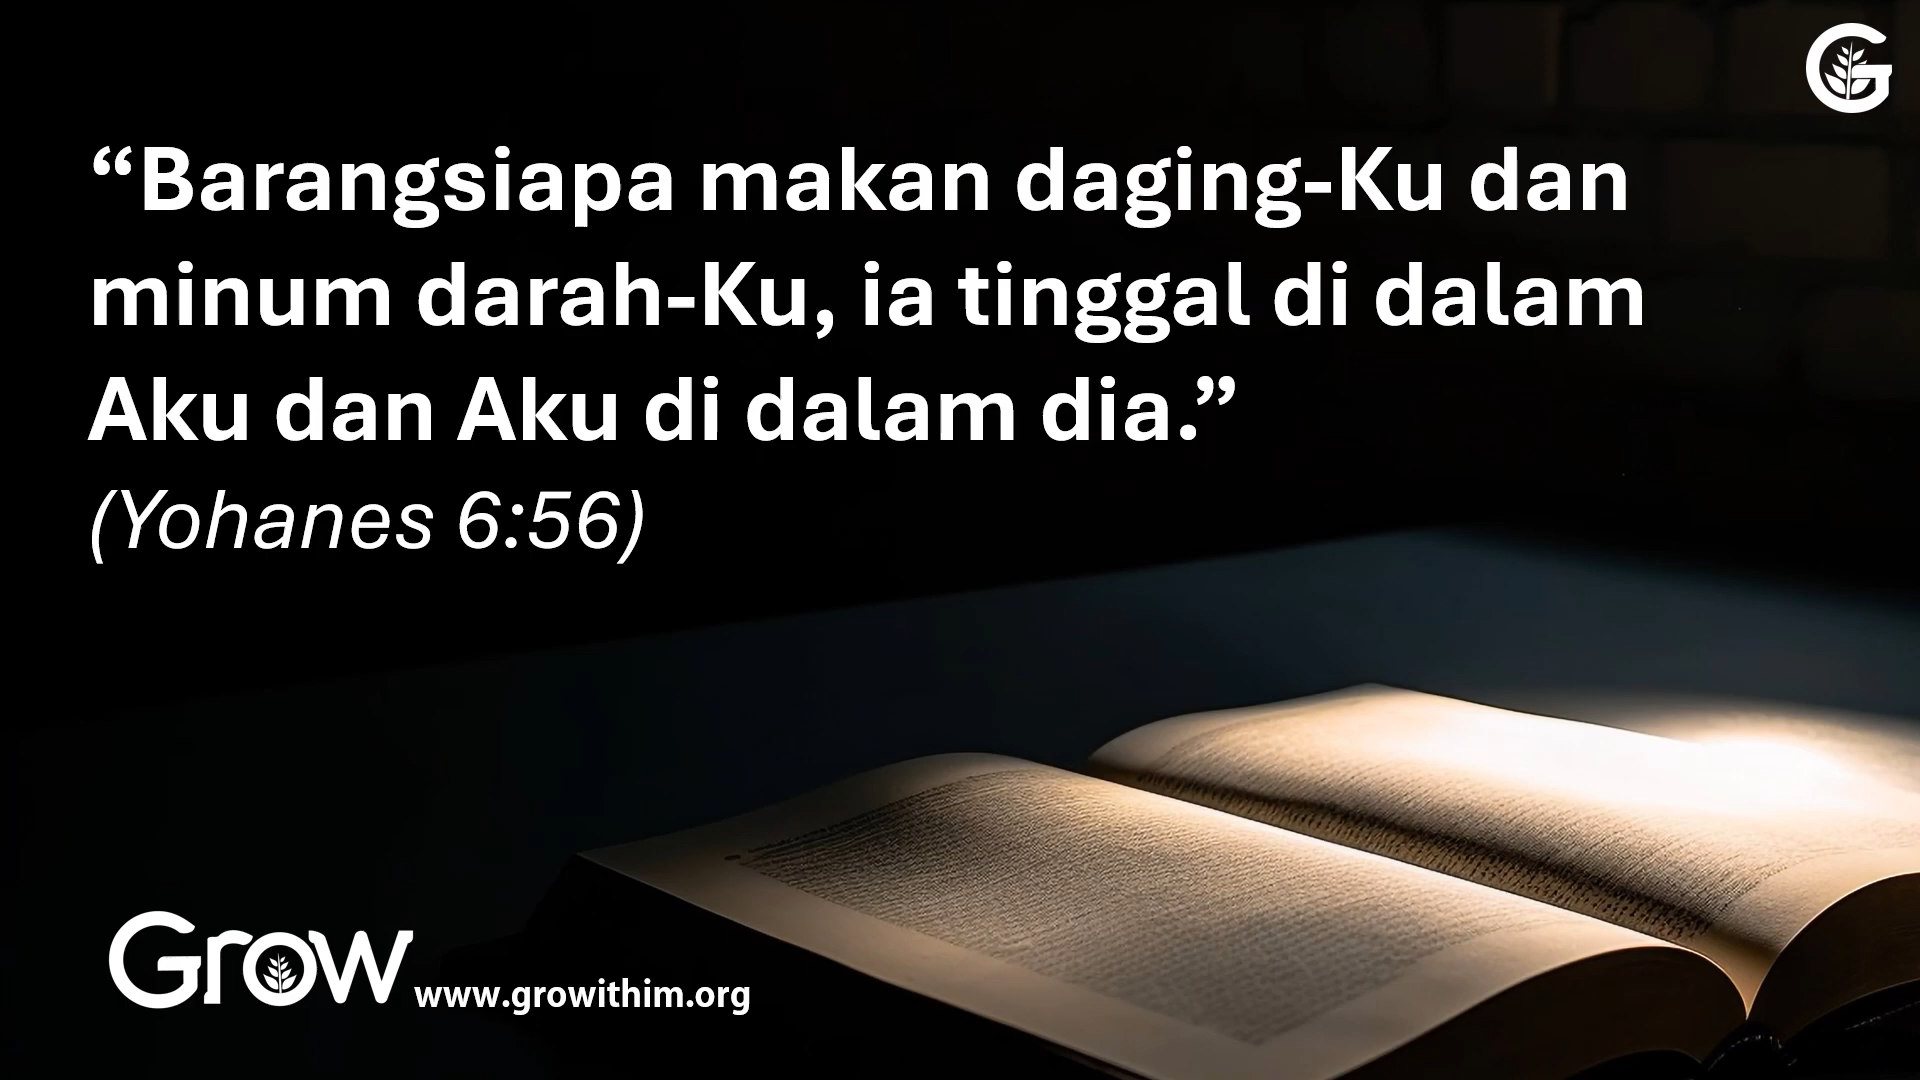 “Barangsiapa makan daging-Ku dan
minum darah-Ku, ia tinggal di dalam
Aku dan Aku di dalam dia.”
(Yohanes 6:56)
Grow www.growithim.org